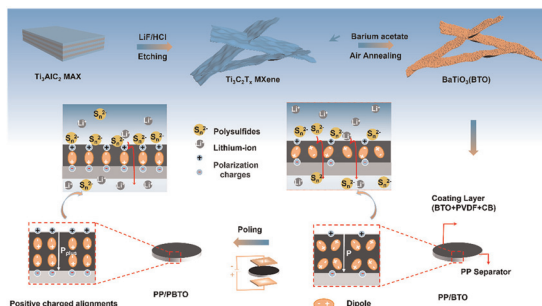 LiF/HCl
Etching
Barium acetate
Air Annealing
Ti3AlC2 MAX
Ti3C2Tx MXene
BaTiO3(BTO)
Li+
Sn2-
Polysulfides
Lithium-ion
Polarization
charges
Coating Layer
(BTO+PVDF+CB)
PP Separator
Poling
P
PP/PBTO
PP/BTO
Positive charged alignments
Dipole